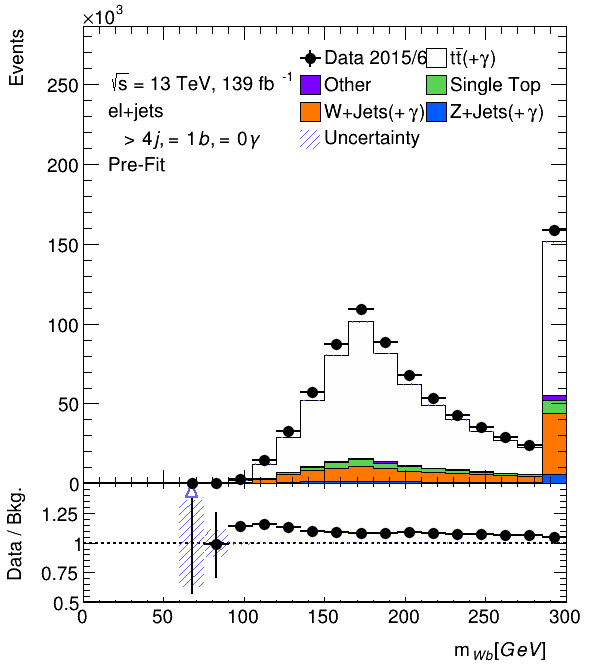 ×10³
Events
√s = 13 TeV, 139 fb⁻¹
el+jets
> 4j, = 1b, = 0γ
Pre-Fit
Data 2015/6
tt̄(+γ)
Other
Single Top
W+Jets(+γ)
Z+Jets(+γ)
Uncertainty
250
200
150
100
50
0
Data / Bkg.
1.25
1
0.75
0.5
0 50 100 150 200 250 300
m_Wb[GeV]